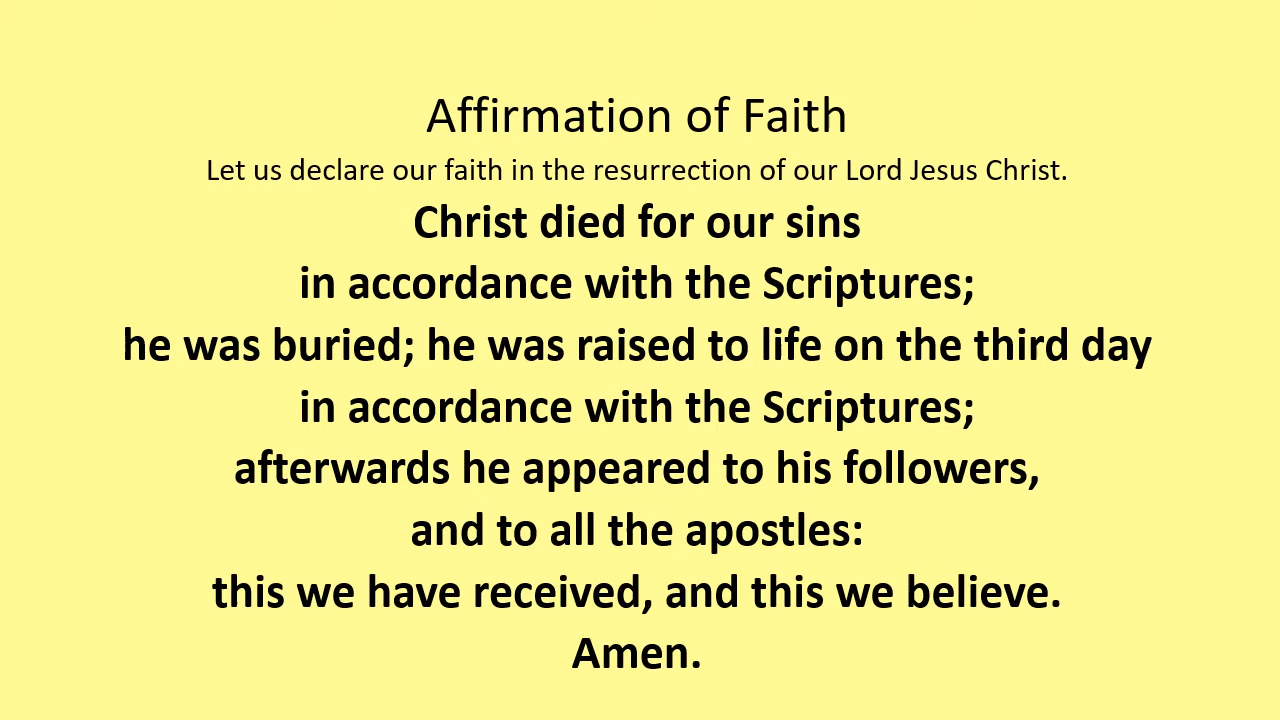 Affirmation of Faith
Let us declare our faith in the resurrection of our Lord Jesus Christ.
Christ died for our sins
in accordance with the Scriptures;
he was buried; he was raised to life on the third day
in accordance with the Scriptures;
afterwards he appeared to his followers,
and to all the apostles:
this we have received, and this we believe.
Amen.